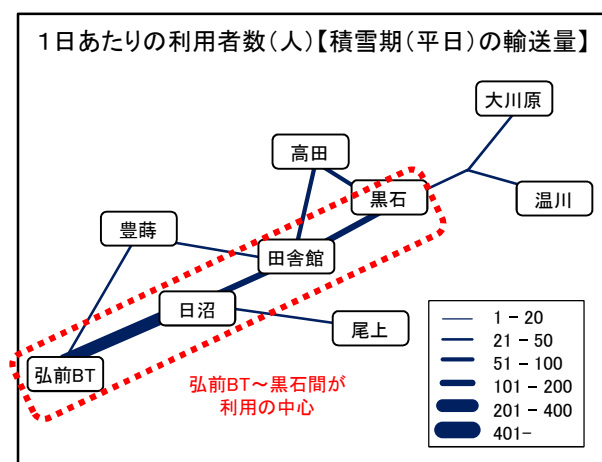 1日あたりの利用者数(人)【積雪期(平日)の輸送量】
大川原
高田
黒石
温川
豊蒔
田舎館
日沼
尾上
弘前BT
弘前BT~黒石間が
利用の中心
1-20
21-50
51-100
101-200
201-400
401-